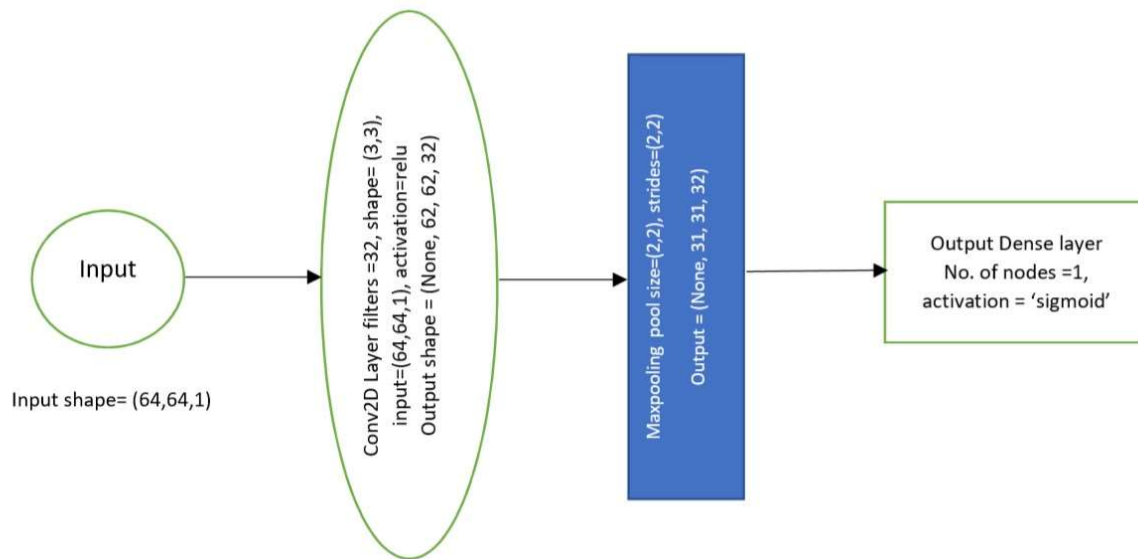 Input
Input shape= (64,64,1)
Conv2D Layer filters =32, shape= (3,3),
input=(64,64,1), activation=relu
Output shape = (None, 62, 62, 32)
Maxpooling pool size=(2,2), strides=(2,2)
Output = (None, 31, 31, 32)
Output Dense layer
No. of nodes =1,
activation = ‘sigmoid’